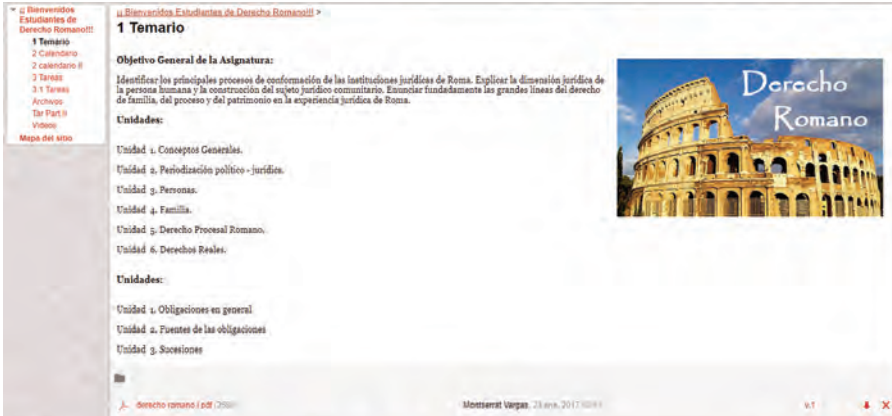 ¡¡ Bienvenidos
Estudiantes de
Derecho Romano!!!
1 Temario
2 Calendario
2 calendario II
3 Tareas
3.1 Tareas
Archivos
Tar Part II
Videos
Mapa del sitio
¡¡ Bienvenidos Estudiantes de Derecho Romano!!! >
1 Temario
Objetivo General de la Asignatura:
Identificar los principales procesos de conformación de las instituciones jurídicas de Roma. Explicar la dimensión jurídica de
la persona humana y la construcción del sujeto jurídico comunitario. Enunciar fundadamente las grandes líneas del derecho
de familia, del proceso y del patrimonio en la experiencia jurídica de Roma.
Unidades:
Unidad 1. Conceptos Generales.
Unidad 2. Periodización político - jurídica.
Unidad 3. Personas.
Unidad 4. Familia.
Unidad 5. Derecho Procesal Romano.
Unidad 6. Derechos Reales.
Unidades:
Unidad 1. Obligaciones en general
Unidad 2. Fuentes de las obligaciones
Unidad 3. Sucesiones
Derecho
Romano
derecho romano I pdf
Montserrat Vargas, 23 ene. 2017
v.1